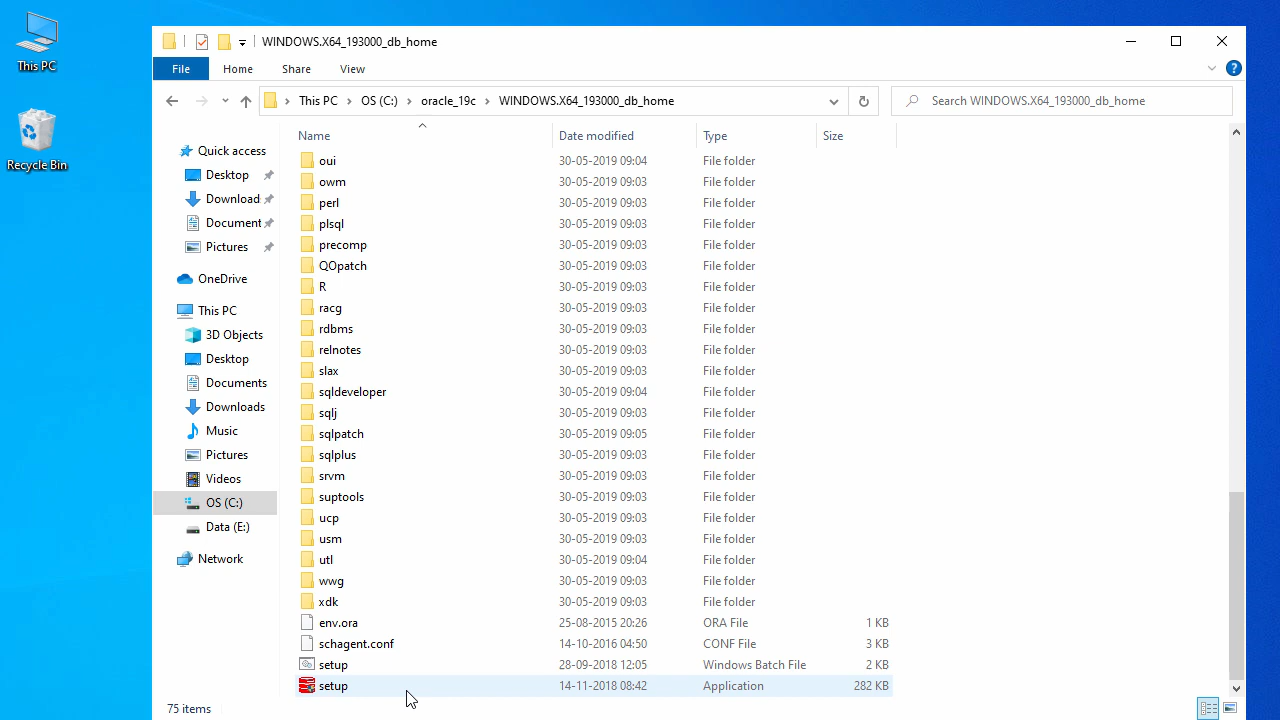 This PC
Recycle Bin
WINDOWS.X64_193000_db_home
File Home Share View
This PC OS (C:) oracle_19c WINDOWS.X64_193000_db_home
Search WINDOWS.X64_193000_db_home
Quick access
Desktop
Download
Document
Pictures
OneDrive
This PC
3D Objects
Desktop
Documents
Downloads
Music
Pictures
Videos
OS (C:)
Data (E:)
Network
Name Date modified Type Size
oui 30-05-2019 09:04 File folder
owm 30-05-2019 09:03 File folder
perl 30-05-2019 09:03 File folder
plsql 30-05-2019 09:03 File folder
precomp 30-05-2019 09:03 File folder
QOpatch 30-05-2019 09:03 File folder
R 30-05-2019 09:03 File folder
racg 30-05-2019 09:03 File folder
rdbms 30-05-2019 09:03 File folder
relnotes 30-05-2019 09:03 File folder
slax 30-05-2019 09:03 File folder
sqldeveloper 30-05-2019 09:04 File folder
sqlj 30-05-2019 09:03 File folder
sqlpatch 30-05-2019 09:05 File folder
sqlplus 30-05-2019 09:03 File folder
srvm 30-05-2019 09:03 File folder
suptools 30-05-2019 09:03 File folder
ucp 30-05-2019 09:03 File folder
usm 30-05-2019 09:03 File folder
utl 30-05-2019 09:04 File folder
wwg 30-05-2019 09:03 File folder
xdk 30-05-2019 09:03 File folder
env.ora 25-08-2015 20:26 ORA File 1 KB
schagent.conf 14-10-2016 04:50 CONF File 3 KB
setup 28-09-2018 12:05 Windows Batch File 2 KB
setup 14-11-2018 08:42 Application 282 KB
75 items